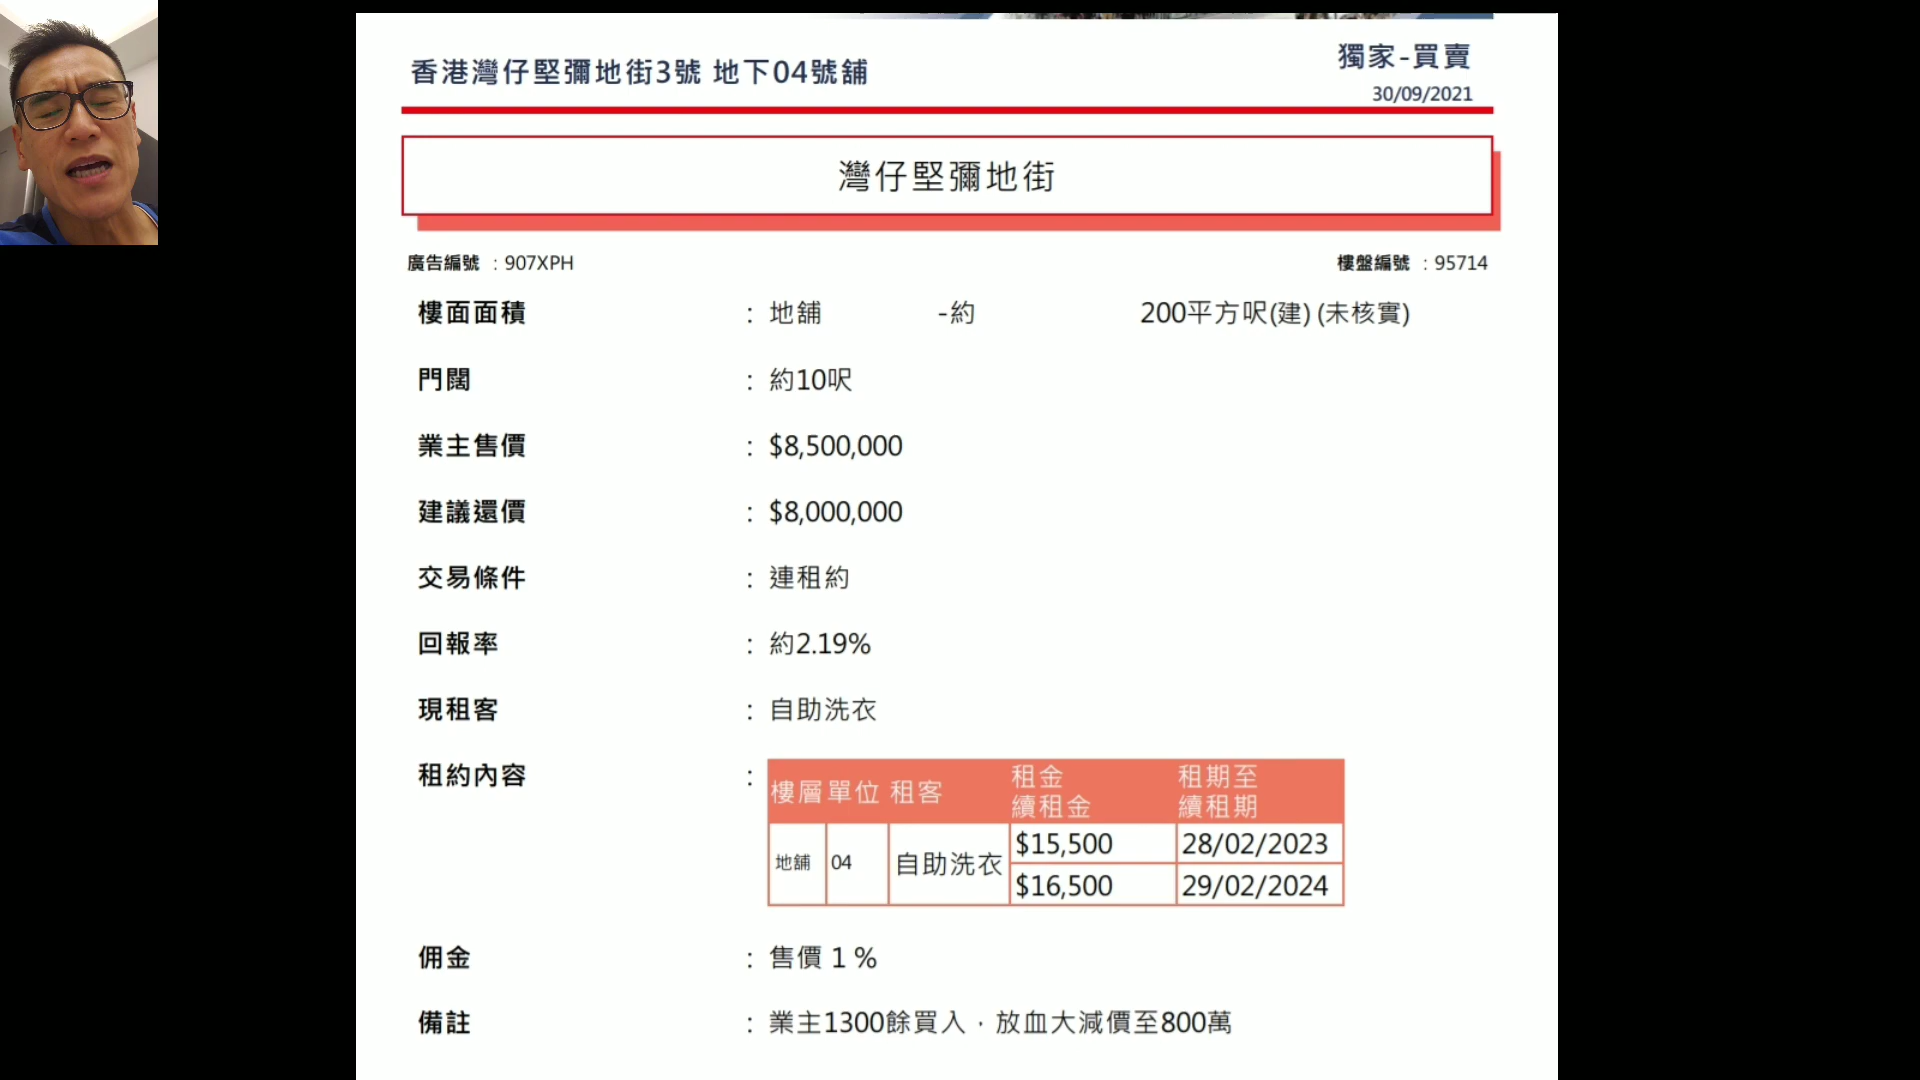 香港灣仔堅彌地街3號 地下04號舖
獨家-買賣
30/09/2021
灣仔堅彌地街
廣告編號 : 907XPH
樓盤編號 : 95714
樓面面積 : 地舖 -約 200平方呎(建) (未核實)
門闊 : 約10呎
業主售價 : $8,500,000
建議還價 : $8,000,000
交易條件 : 連租約
回報率 : 約2.19%
現租客 : 自助洗衣
租約內容 :
樓層 單位 租客 租金 續租金 租期至 續租期
地舖 04 自助洗衣 $15,500 28/02/2023
$16,500 29/02/2024
佣金 : 售價 1 %
備註 : 業主1300餘買入，放血大減價至800萬